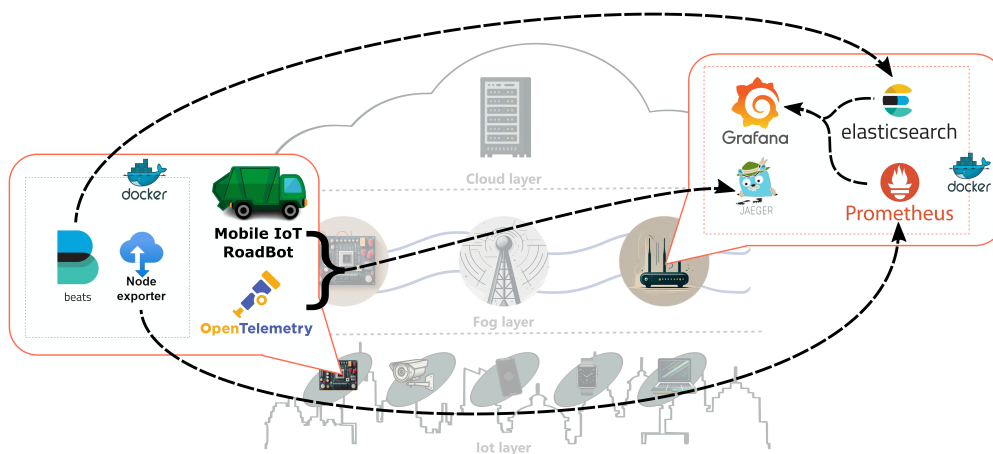 docker
beats
Node
exporter
Mobile IoT
RoadBot
OpenTelemetry
Cloud layer
Fog layer
Iot layer
Grafana
elasticsearch
JAEGER
Prometheus
docker